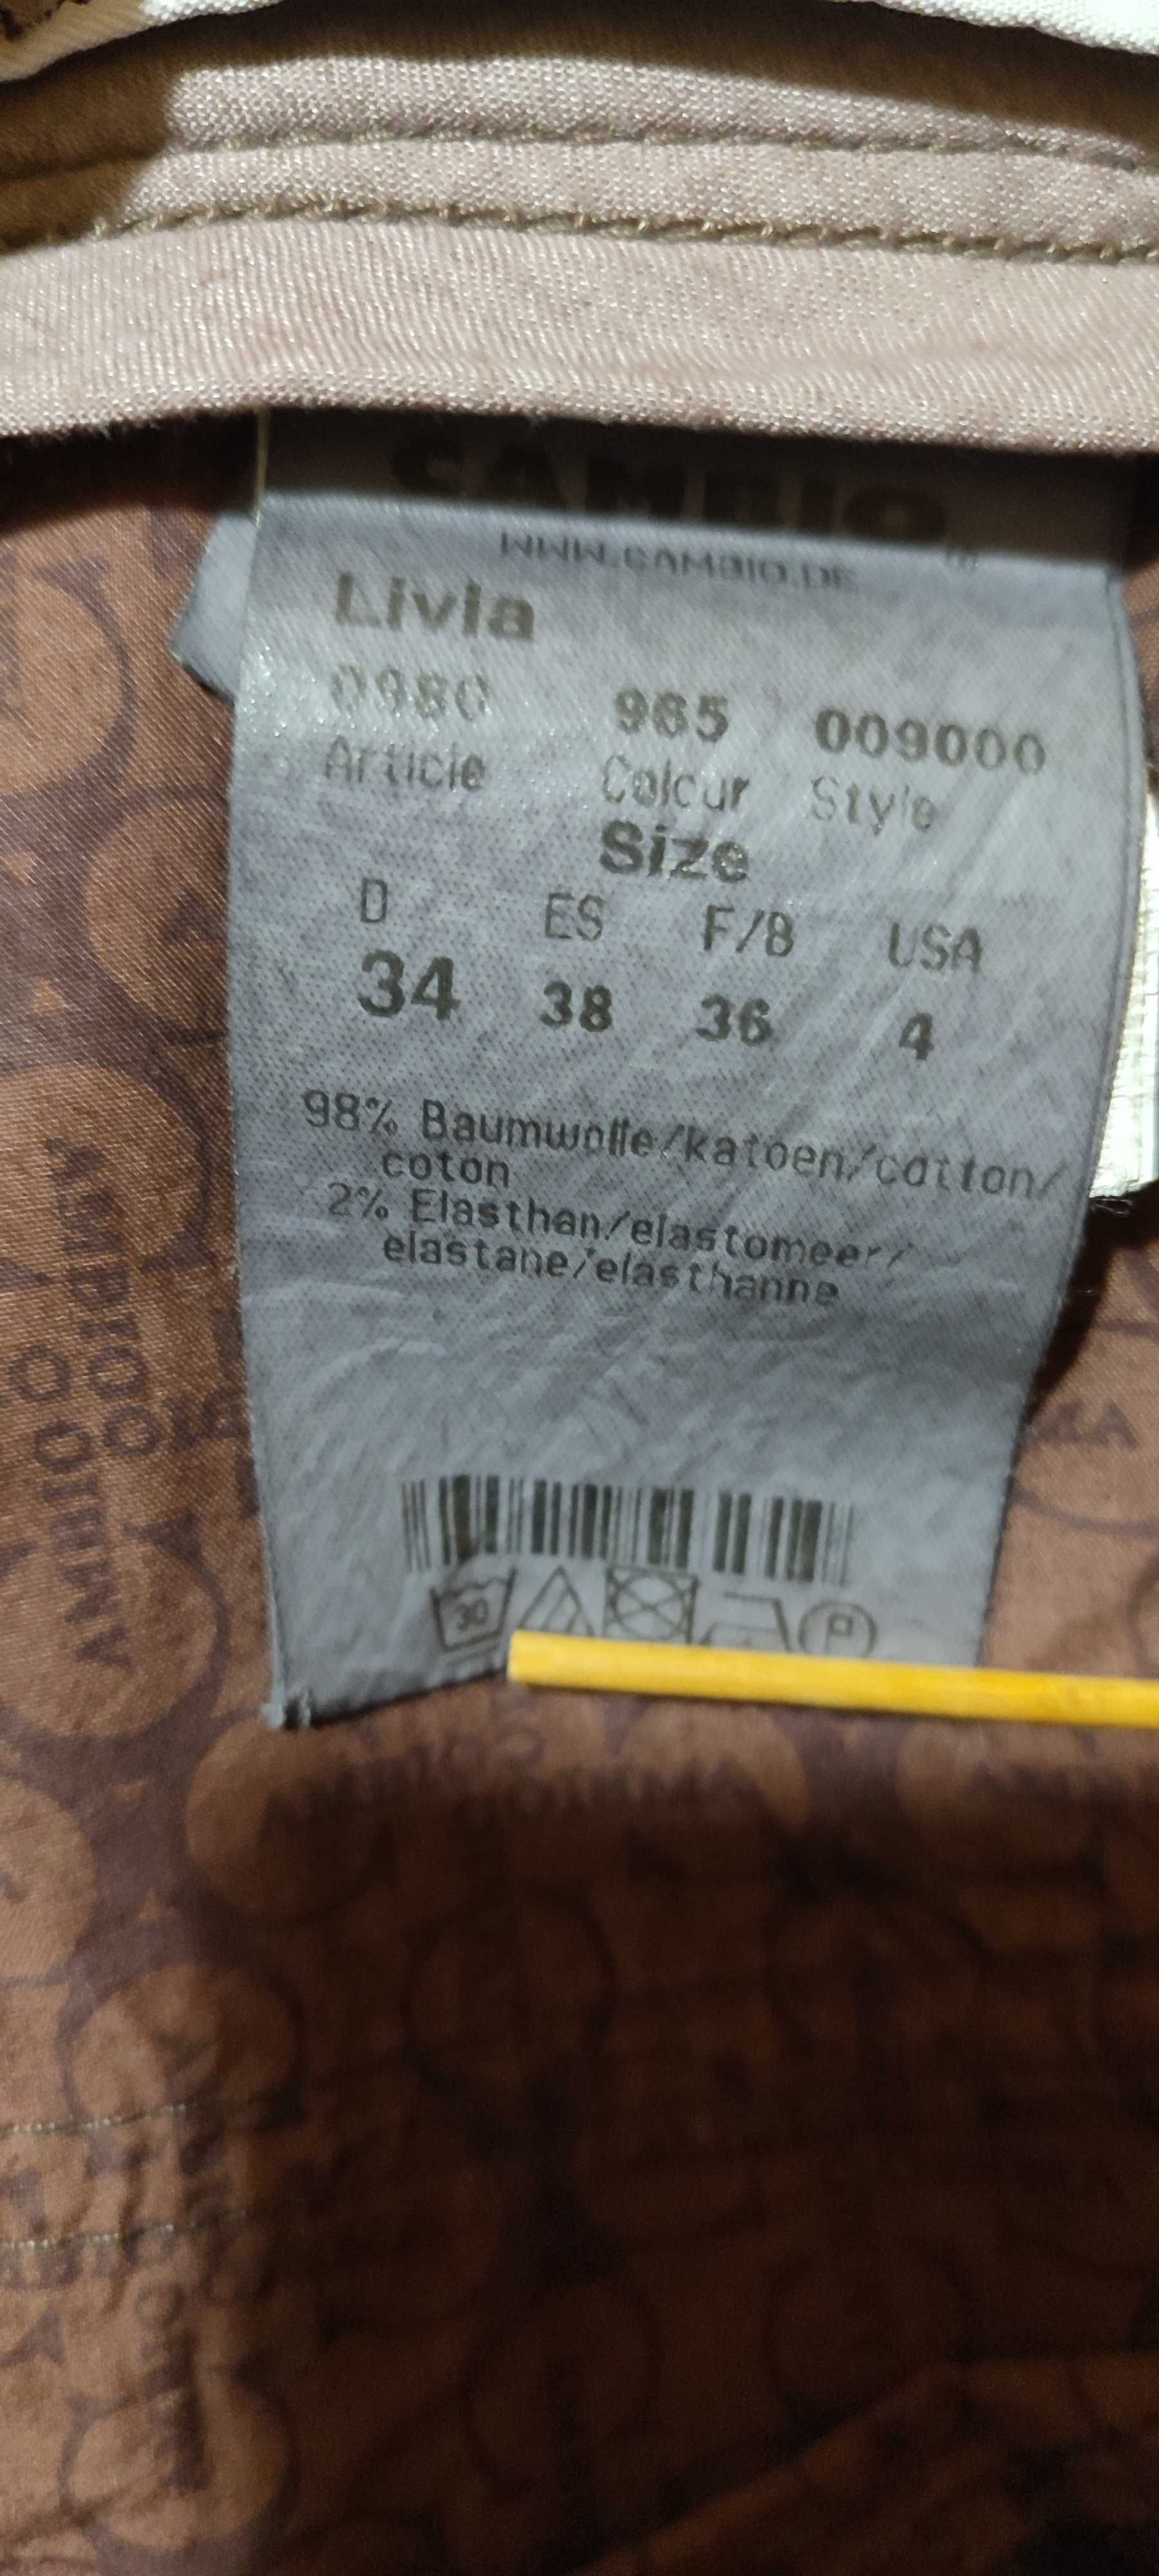 CAMBIO®
WWW.CAMBIO.DE
Livia
0980 965 009000
Article Colour Style
Size
D ES F/B USA
34 38 36 4
98% Baumwolle/katoen/cotton/
coton
2% Elasthan/elastomeer/
elastane/elasthanne
30 P